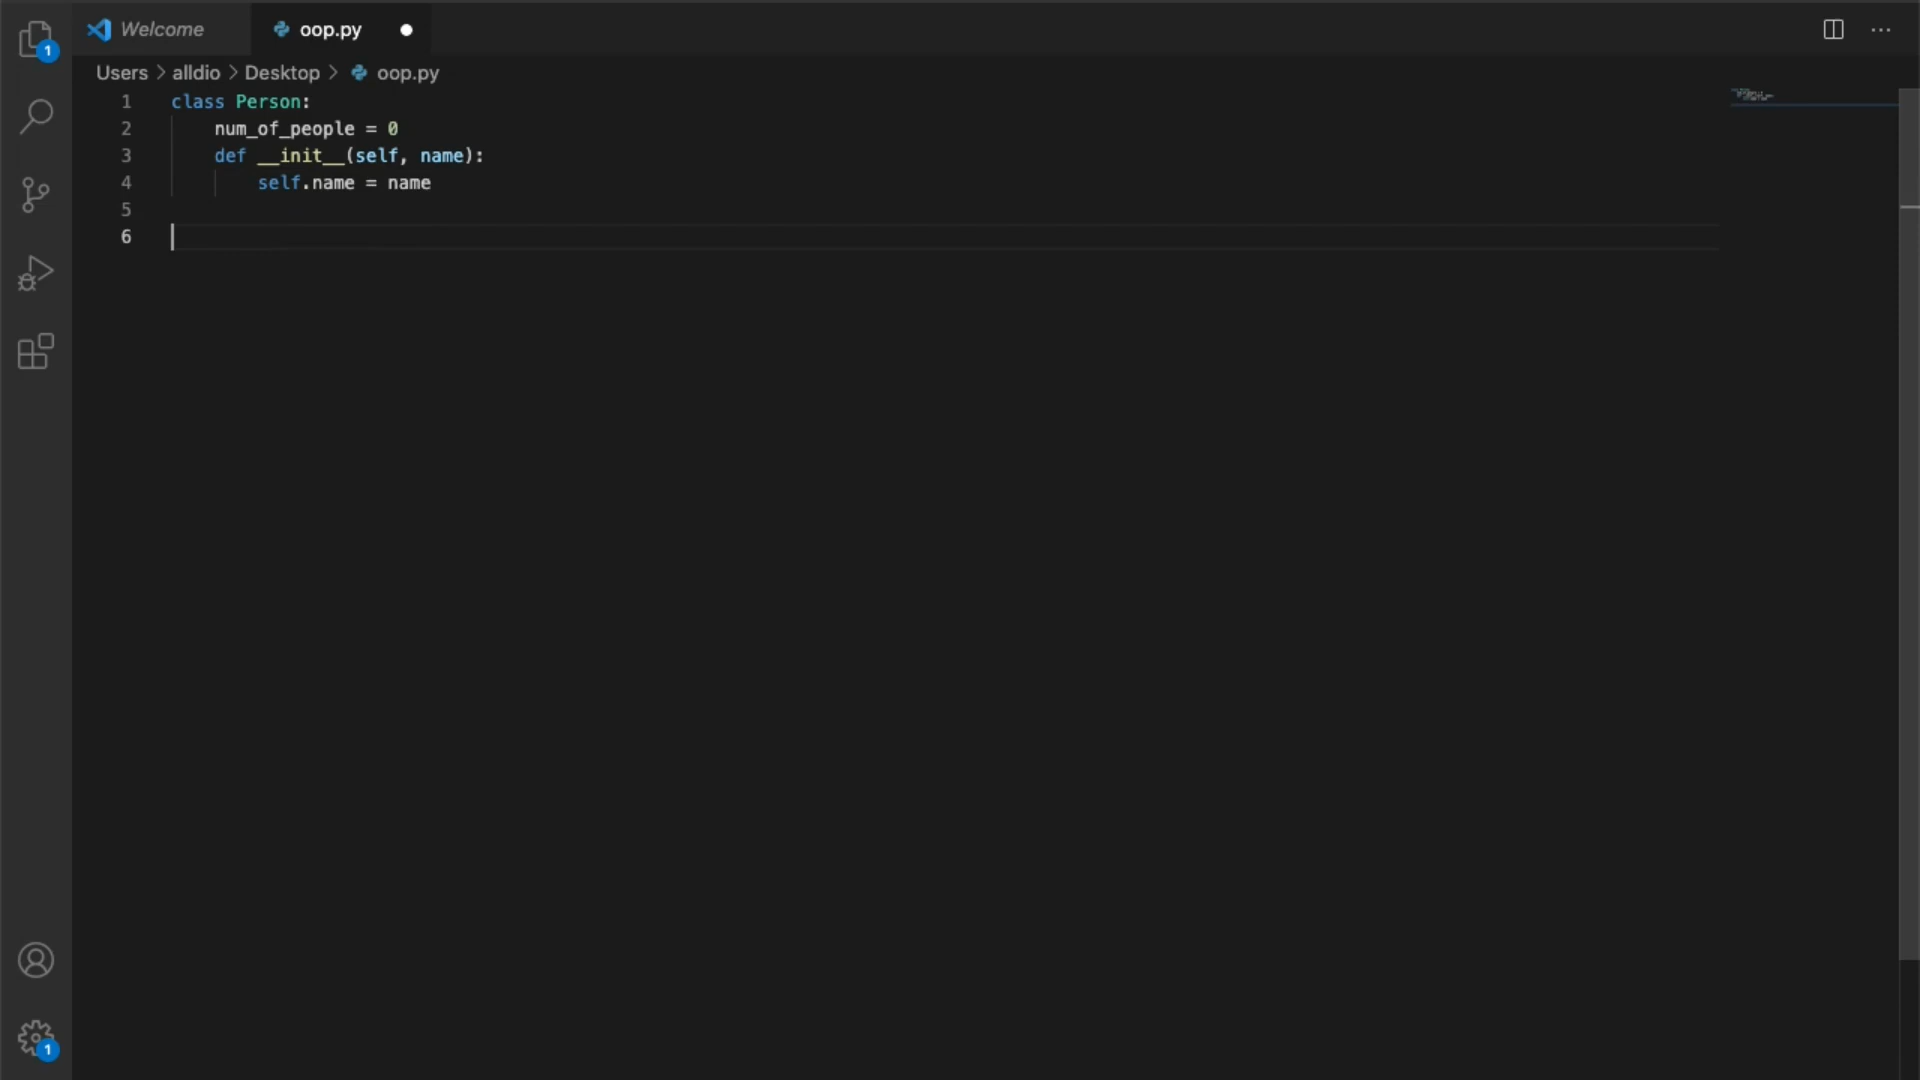 Welcome oop.py
Users > alldio > Desktop > oop.py
1 class Person:
2     num_of_people = 0
3     def __init__(self, name):
4         self.name = name
5
6
1
1